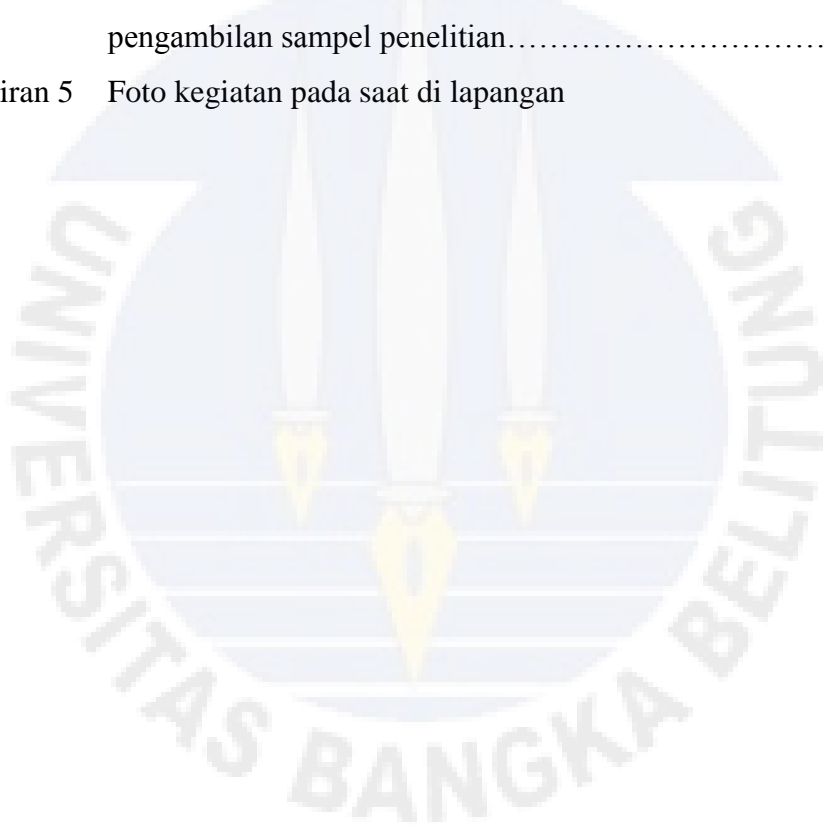 pengambilan sampel penelitian……………………………
iran 5 Foto kegiatan pada saat di lapangan
UNIVERSITAS BANGKA BELITUNG